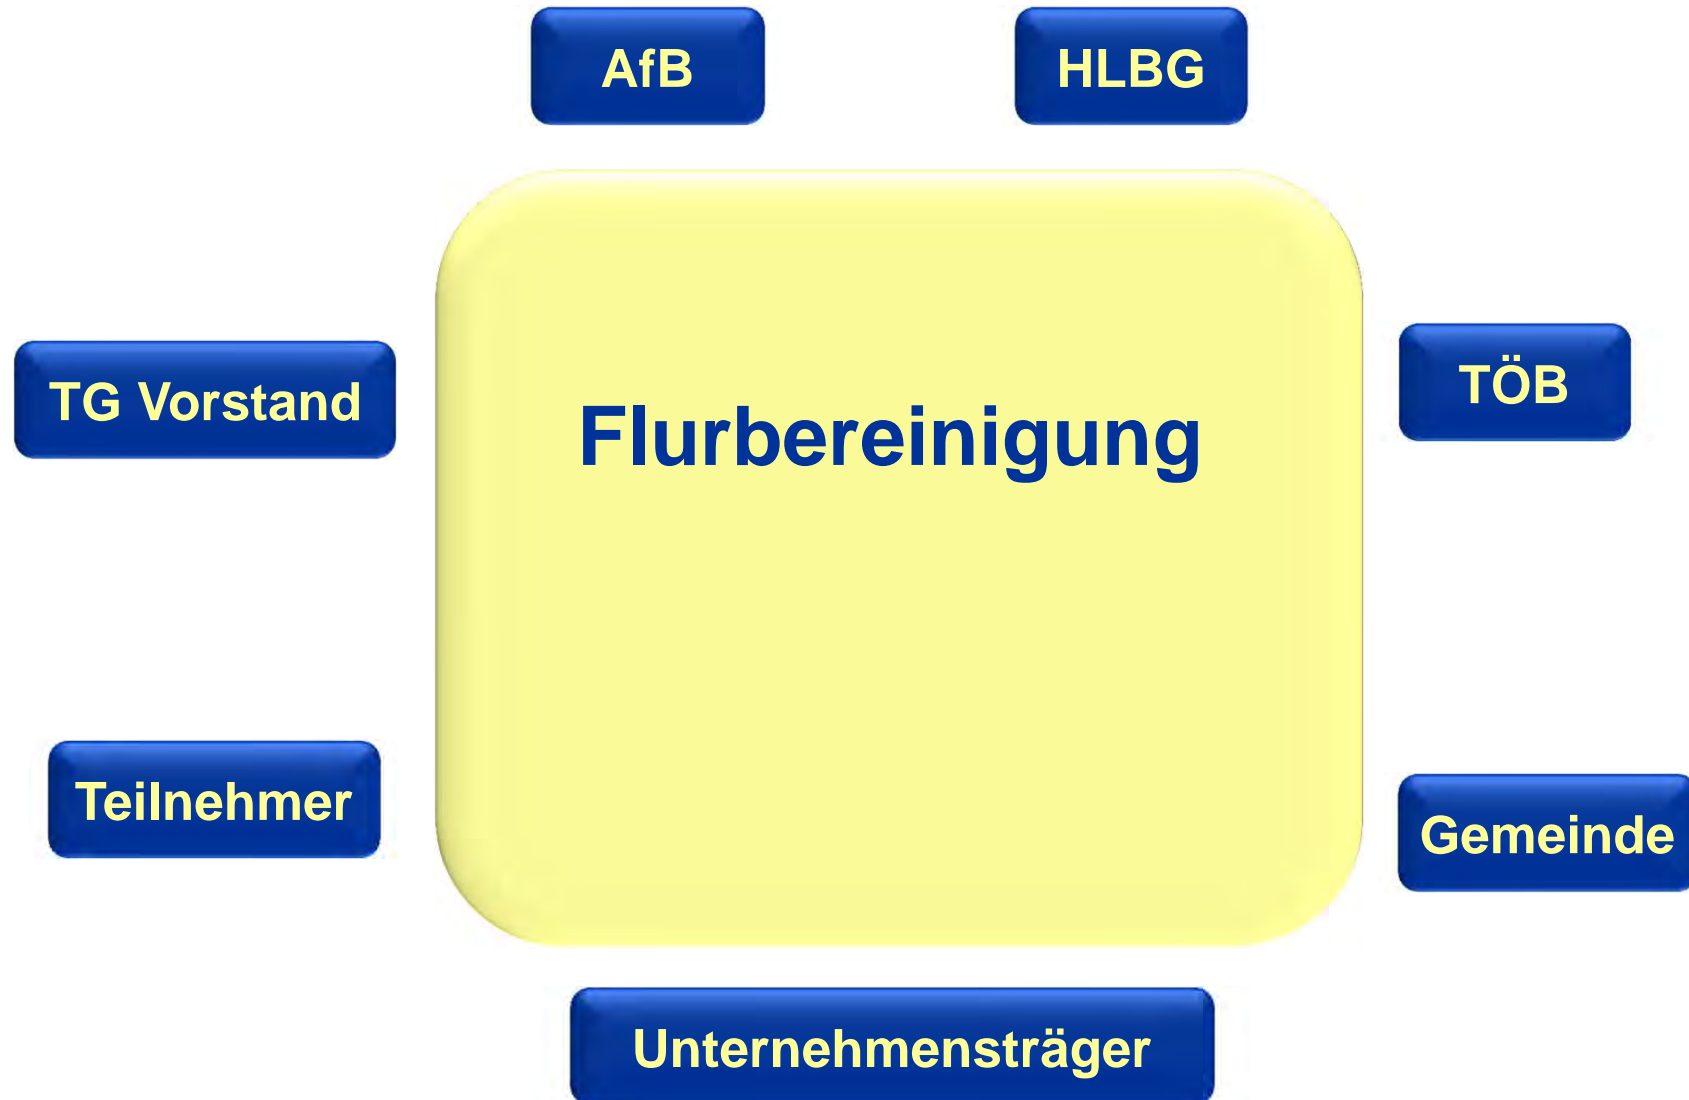 AfB
HLBG
TG Vorstand
TÖB
Flurbereinigung
Teilnehmer
Gemeinde
Unternehmensträger